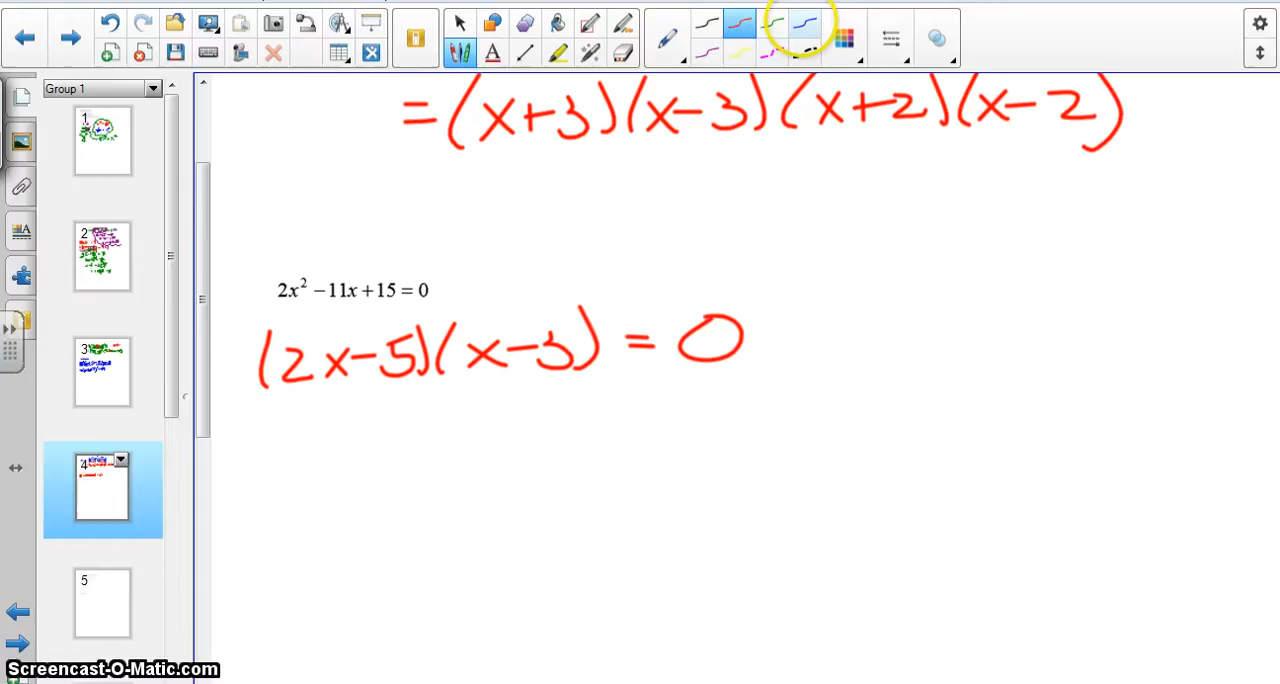 Group 1
1
2
3
4
5
=(x+3)(x-3)(x+2)(x-2)
2x² −11x+15=0
(2x-5)(x-3) = 0
Screencast-O-Matic.com